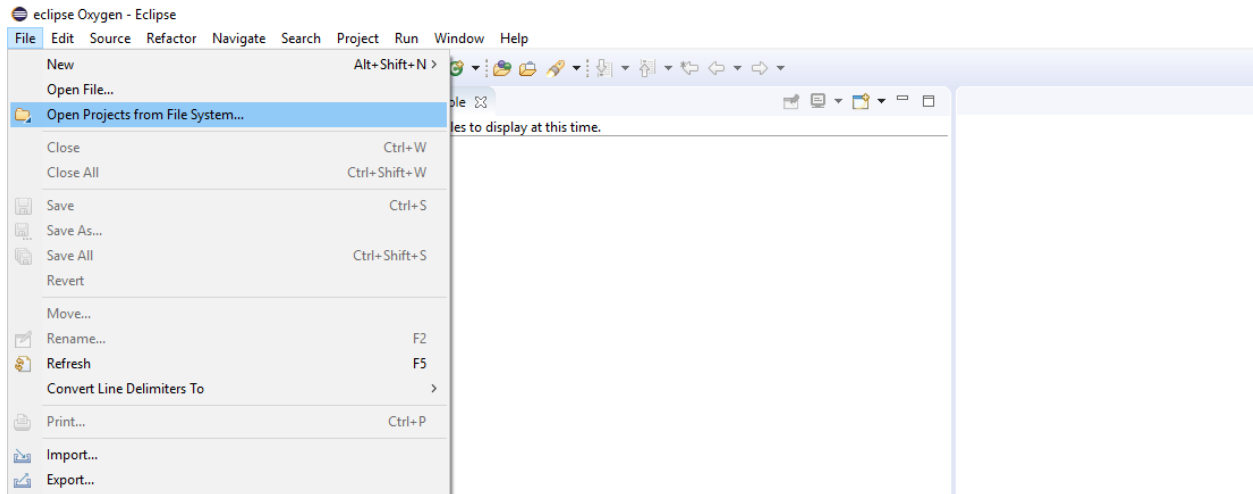 eclipse Oxygen - Eclipse
File Edit Source Refactor Navigate Search Project Run Window Help
New Alt+Shift+N >
Open File...
Open Projects from File System...
les to display at this time.
Close Ctrl+W
Close All Ctrl+Shift+W
Save Ctrl+S
Save As...
Save All Ctrl+Shift+S
Revert
Move...
Rename... F2
Refresh F5
Convert Line Delimiters To >
Print... Ctrl+P
Import...
Export...